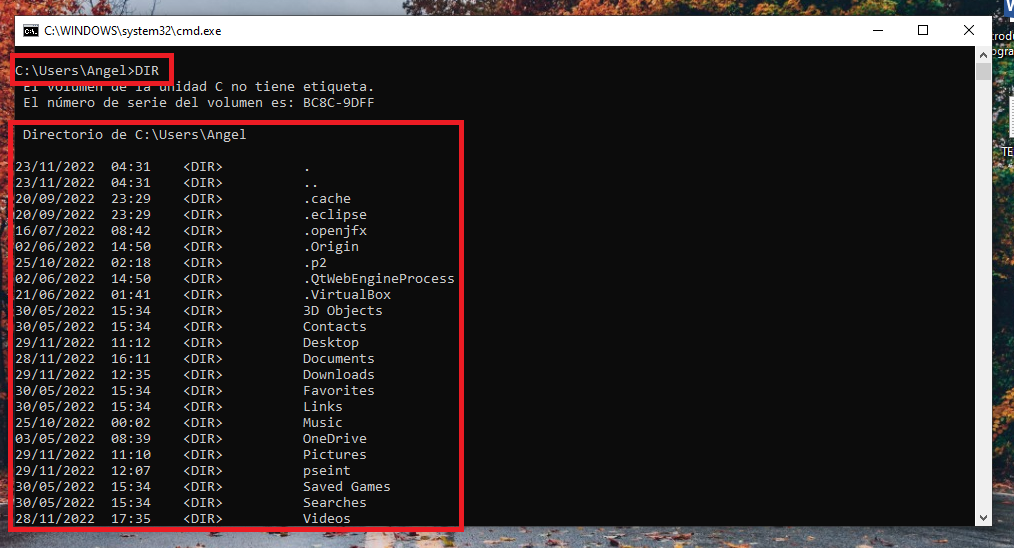 C:\WINDOWS\system32\cmd.exe
C:\Users\Angel>DIR
El volumen de la unidad C no tiene etiqueta.
El número de serie del volumen es: BC8C-9DFF
Directorio de C:\Users\Angel
23/11/2022 04:31 <DIR> .
23/11/2022 04:31 <DIR> ..
20/09/2022 23:29 <DIR> .cache
20/09/2022 23:29 <DIR> .eclipse
16/07/2022 08:42 <DIR> .openjfx
02/06/2022 14:50 <DIR> .Origin
25/10/2022 02:18 <DIR> .p2
02/06/2022 14:50 <DIR> .QtWebEngineProcess
21/06/2022 01:41 <DIR> .VirtualBox
30/05/2022 15:34 <DIR> 3D Objects
30/05/2022 15:34 <DIR> Contacts
29/11/2022 11:12 <DIR> Desktop
28/11/2022 16:11 <DIR> Documents
29/11/2022 12:35 <DIR> Downloads
30/05/2022 15:34 <DIR> Favorites
30/05/2022 15:34 <DIR> Links
25/10/2022 00:02 <DIR> Music
03/05/2022 08:39 <DIR> OneDrive
29/11/2022 11:10 <DIR> Pictures
29/11/2022 12:07 <DIR> pseint
30/05/2022 15:34 <DIR> Saved Games
30/05/2022 15:34 <DIR> Searches
28/11/2022 17:35 <DIR> Videos